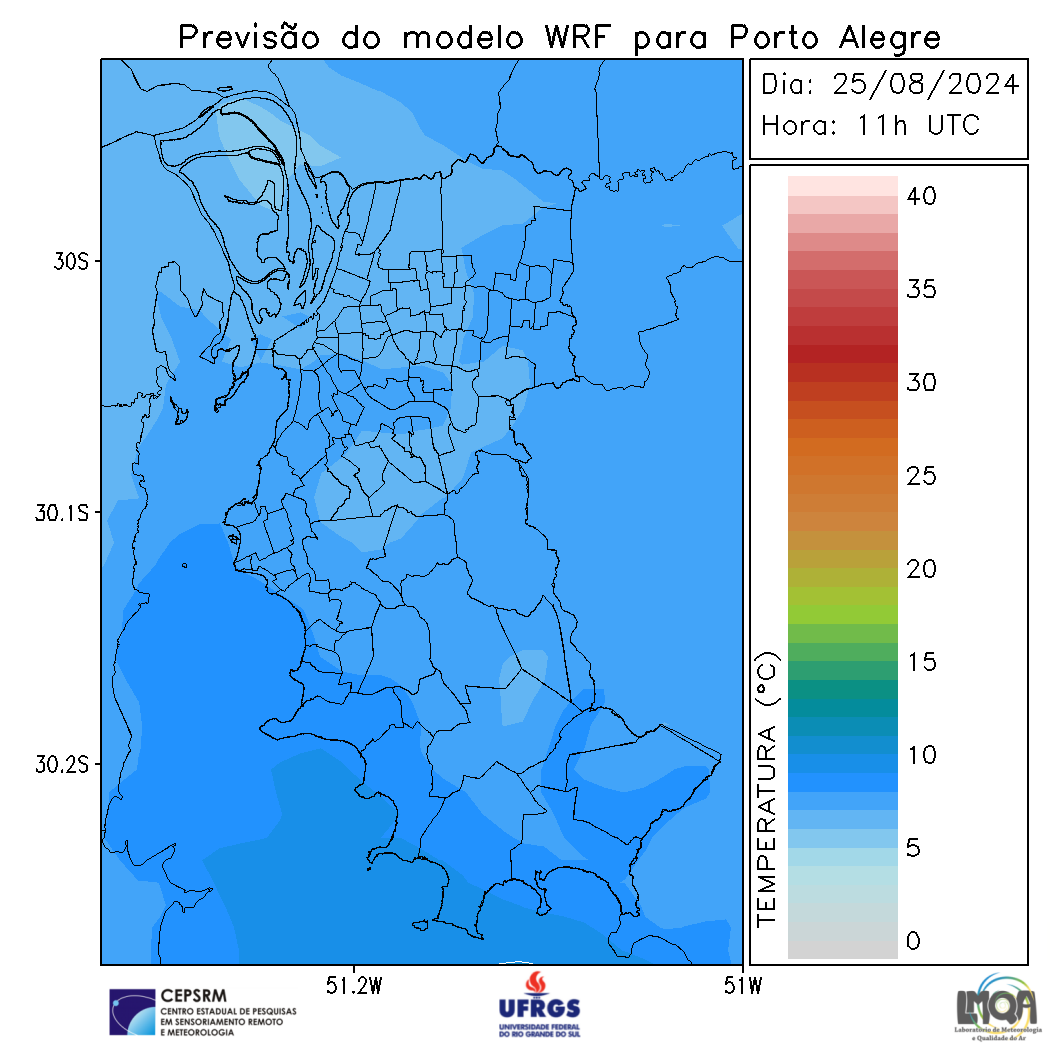 Previsão do modelo WRF para Porto Alegre
Dia: 25/08/2024
Hora: 11h UTC
30S
30.1S
30.2S
51.2W
51W
TEMPERATURA (°C)
40
35
30
25
20
15
10
5
0
CEPSRM
CENTRO ESTADUAL DE PESQUISAS
EM SENSORIAMENTO REMOTO
E METEOROLOGIA
UFRGS
UNIVERSIDADE FEDERAL
DO RIO GRANDE DO SUL
LMQA
Laboratório de Meteorologia
e Qualidade do Ar